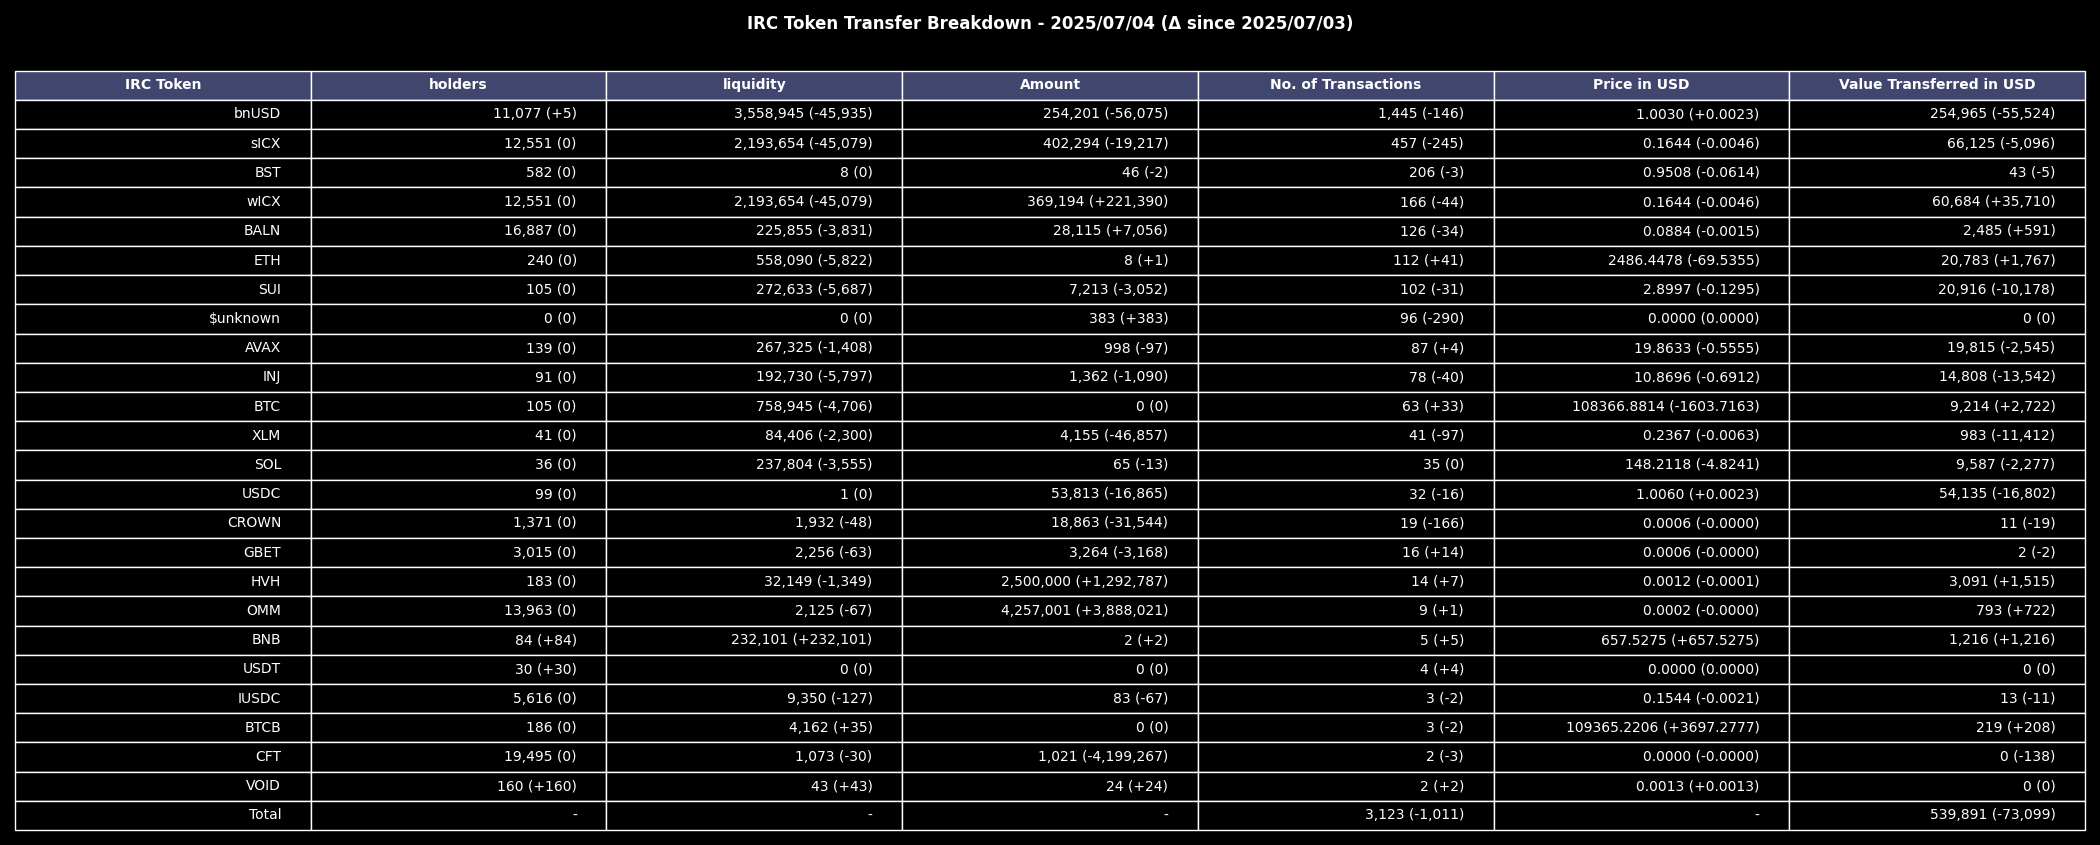 IRC Token Transfer Breakdown - 2025/07/04 (Δ since 2025/07/03)
IRC Token holders liquidity Amount No. of Transactions Price in USD Value Transferred in USD
bnUSD 11,077 (+5) 3,558,945 (-45,935) 254,201 (-56,075) 1,445 (-146) 1.0030 (+0.0023) 254,965 (-55,524)
sICX 12,551 (0) 2,193,654 (-45,079) 402,294 (-19,217) 457 (-245) 0.1644 (-0.0046) 66,125 (-5,096)
BST 582 (0) 8 (0) 46 (-2) 206 (-3) 0.9508 (-0.0614) 43 (-5)
wICX 12,551 (0) 2,193,654 (-45,079) 369,194 (+221,390) 166 (-44) 0.1644 (-0.0046) 60,684 (+35,710)
BALN 16,887 (0) 225,855 (-3,831) 28,115 (+7,056) 126 (-34) 0.0884 (-0.0015) 2,485 (+591)
ETH 240 (0) 558,090 (-5,822) 8 (+1) 112 (+41) 2486.4478 (-69.5355) 20,783 (+1,767)
SUI 105 (0) 272,633 (-5,687) 7,213 (-3,052) 102 (-31) 2.8997 (-0.1295) 20,916 (-10,178)
$unknown 0 (0) 0 (0) 383 (+383) 96 (-290) 0.0000 (0.0000) 0 (0)
AVAX 139 (0) 267,325 (-1,408) 998 (-97) 87 (+4) 19.8633 (-0.5555) 19,815 (-2,545)
INJ 91 (0) 192,730 (-5,797) 1,362 (-1,090) 78 (-40) 10.8696 (-0.6912) 14,808 (-13,542)
BTC 105 (0) 758,945 (-4,706) 0 (0) 63 (+33) 108366.8814 (-1603.7163) 9,214 (+2,722)
XLM 41 (0) 84,406 (-2,300) 4,155 (-46,857) 41 (-97) 0.2367 (-0.0063) 983 (-11,412)
SOL 36 (0) 237,804 (-3,555) 65 (-13) 35 (0) 148.2118 (-4.8241) 9,587 (-2,277)
USDC 99 (0) 1 (0) 53,813 (-16,865) 32 (-16) 1.0060 (+0.0023) 54,135 (-16,802)
CROWN 1,371 (0) 1,932 (-48) 18,863 (-31,544) 19 (-166) 0.0006 (-0.0000) 11 (-19)
GBET 3,015 (0) 2,256 (-63) 3,264 (-3,168) 16 (+14) 0.0006 (-0.0000) 2 (-2)
HVH 183 (0) 32,149 (-1,349) 2,500,000 (+1,292,787) 14 (+7) 0.0012 (-0.0001) 3,091 (+1,515)
OMM 13,963 (0) 2,125 (-67) 4,257,001 (+3,888,021) 9 (+1) 0.0002 (-0.0000) 793 (+722)
BNB 84 (+84) 232,101 (+232,101) 2 (+2) 5 (+5) 657.5275 (+657.5275) 1,216 (+1,216)
USDT 30 (+30) 0 (0) 0 (0) 4 (+4) 0.0000 (0.0000) 0 (0)
IUSDC 5,616 (0) 9,350 (-127) 83 (-67) 3 (-2) 0.1544 (-0.0021) 13 (-11)
BTCB 186 (0) 4,162 (+35) 0 (0) 3 (-2) 109365.2206 (+3697.2777) 219 (+208)
CFT 19,495 (0) 1,073 (-30) 1,021 (-4,199,267) 2 (-3) 0.0000 (-0.0000) 0 (-138)
VOID 160 (+160) 43 (+43) 24 (+24) 2 (+2) 0.0013 (+0.0013) 0 (0)
Total - - - 3,123 (-1,011) - 539,891 (-73,099)